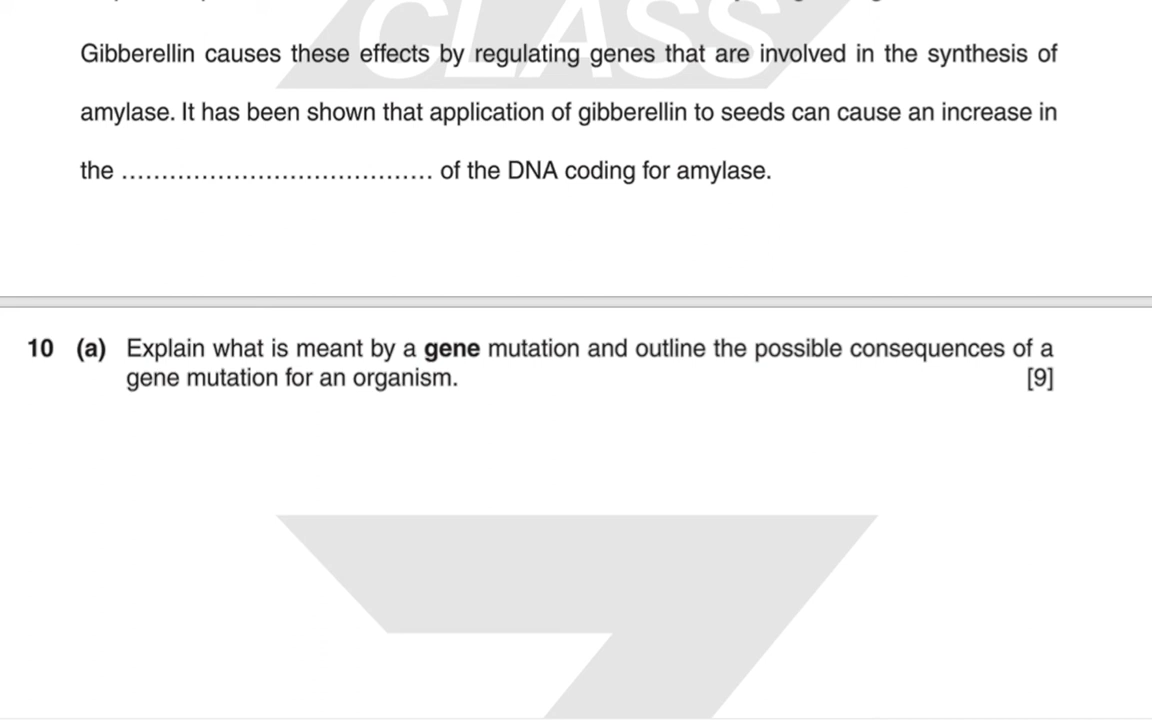 CLASS
Gibberellin causes these effects by regulating genes that are involved in the synthesis of
amylase. It has been shown that application of gibberellin to seeds can cause an increase in
the ....................................... of the DNA coding for amylase.
10 (a) Explain what is meant by a gene mutation and outline the possible consequences of a
gene mutation for an organism. [9]